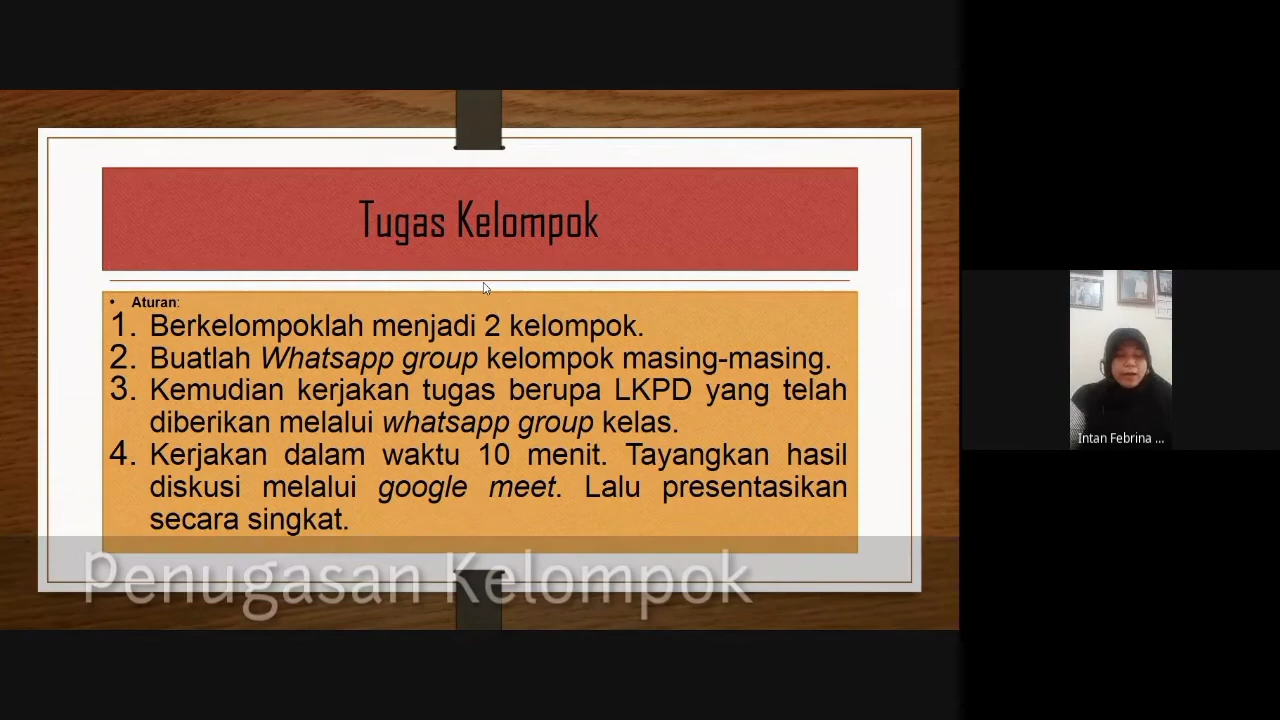 Tugas Kelompok
• Aturan:
1. Berkelompoklah menjadi 2 kelompok.
2. Buatlah Whatsapp group kelompok masing-masing.
3. Kemudian kerjakan tugas berupa LKPD yang telah
diberikan melalui whatsapp group kelas.
4. Kerjakan dalam waktu 10 menit. Tayangkan hasil
diskusi melalui google meet. Lalu presentasikan
secara singkat.
Penugasan Kelompok
Intan Febrina ...